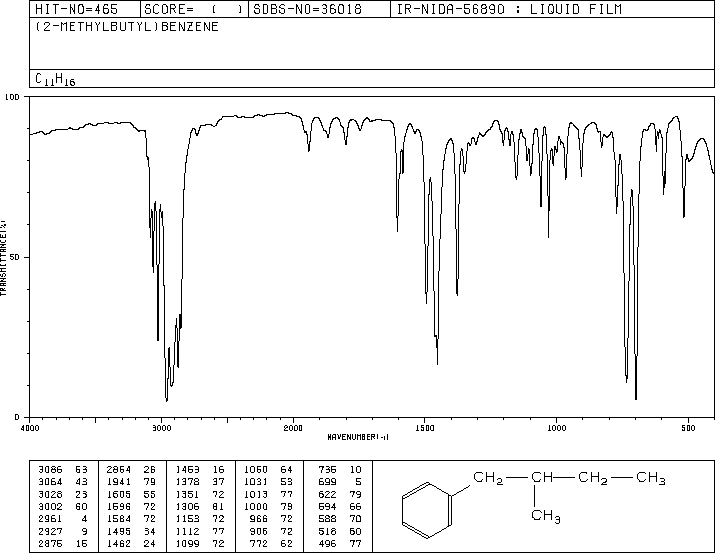 HIT-NO=465 SCORE= ( ) SDBS-NO=36018 IR-NIDA-56890 : LIQUID FILM
(2-METHYLBUTYL)BENZENE
C11H16
100
50
0
TRANSMITTANCE(%)
4000 3000 2000 1500 1000 500
WAVENUMBER(-1)
3086 63 2864 26 1453 16 1060 64 736 10
3064 43 1941 79 1378 37 1031 53 699 5
3028 23 1605 55 1351 72 1013 77 622 79
3002 60 1596 72 1306 81 1000 79 594 66
2961 4 1584 72 1153 72 966 72 588 70
2927 9 1495 34 1112 77 906 72 518 60
2875 15 1462 24 1099 72 772 62 496 77
CH2 CH CH2 CH3
CH3